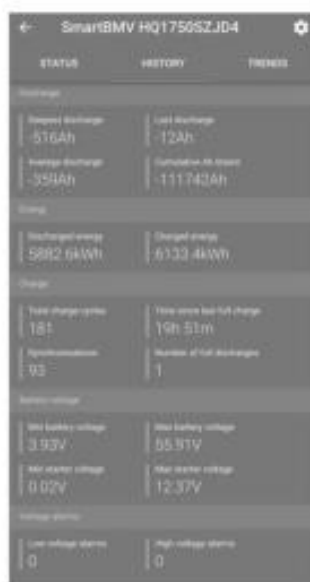 SmartBMV HQ1750SZJD4
STATUS HISTORY TRENDS
Discharge
Deepest discharge Last discharge
-516Ah -12Ah
Average discharge Cumulative Ah drawn
-359Ah -111742Ah
Energy
Discharged energy Charged energy
5882.6kWh 6133.4kWh
Charge
Total charge cycles Time since last full charge
181 19h 51m
Synchronisations Number of full discharges
93 1
Battery voltage
Min battery voltage Max battery voltage
3.93V 55.91V
Min starter voltage Max starter voltage
0.02V 12.37V
Voltage alarms
Low voltage alarms High voltage alarms
0 0